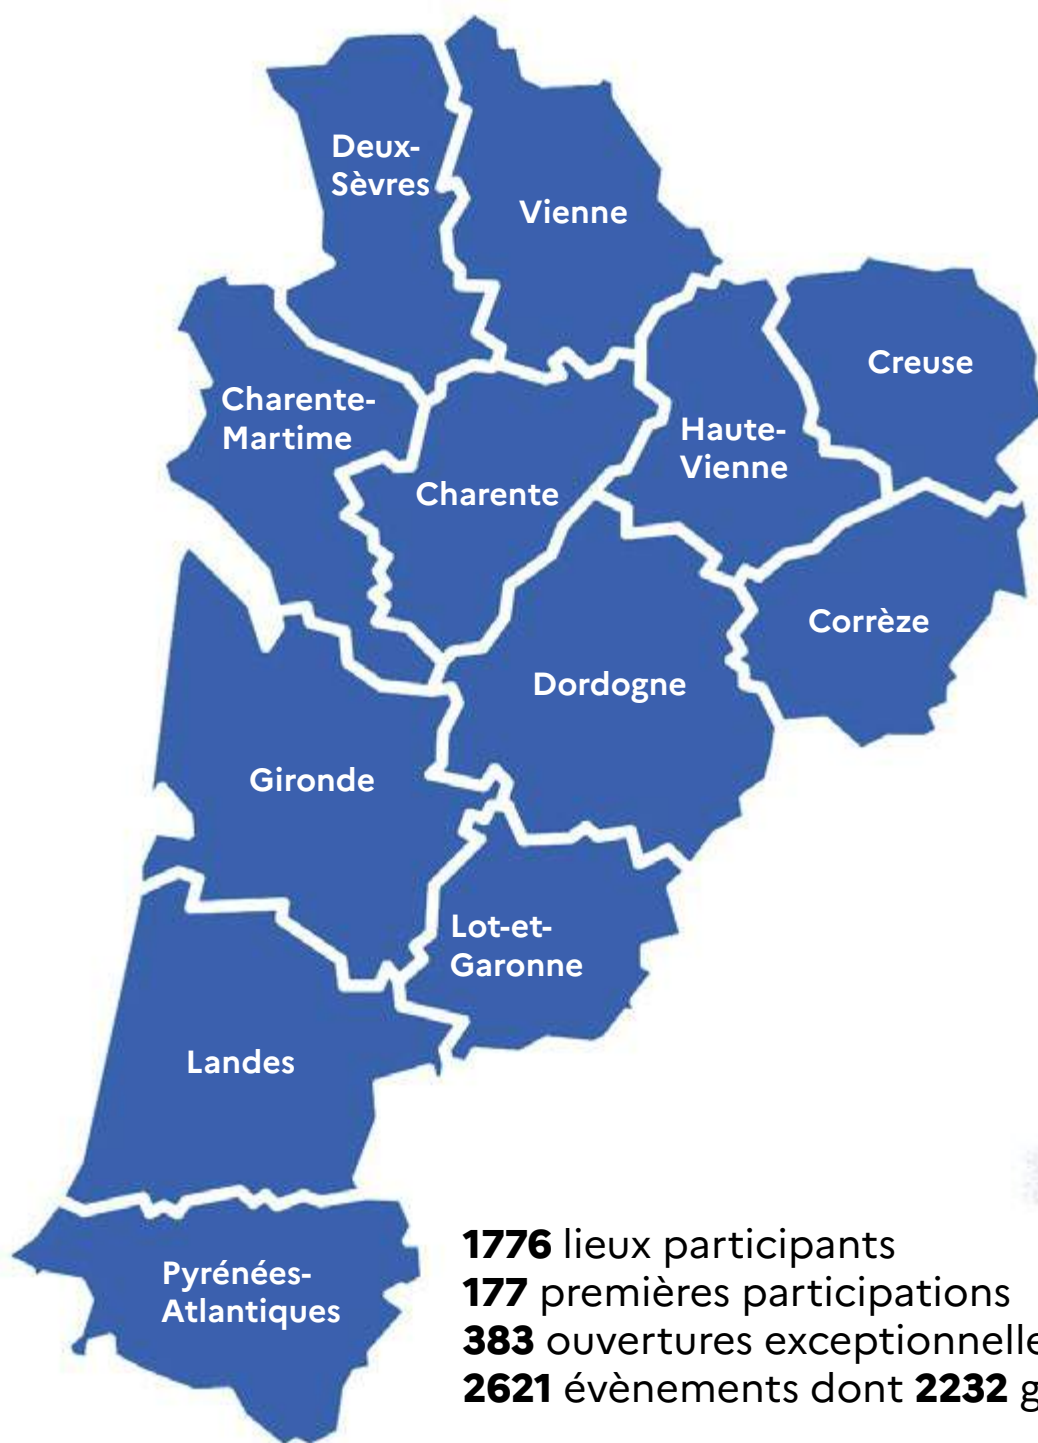 Deux-
Sèvres
Vienne
Creuse
Charente-
Martime
Haute-
Vienne
Charente
Corrèze
Dordogne
Gironde
Lot-et-
Garonne
Landes
Pyrénées-
Atlantiques
1776 lieux participants
177 premières participations
383 ouvertures exceptionnelle
2621 évènements dont 2232 g